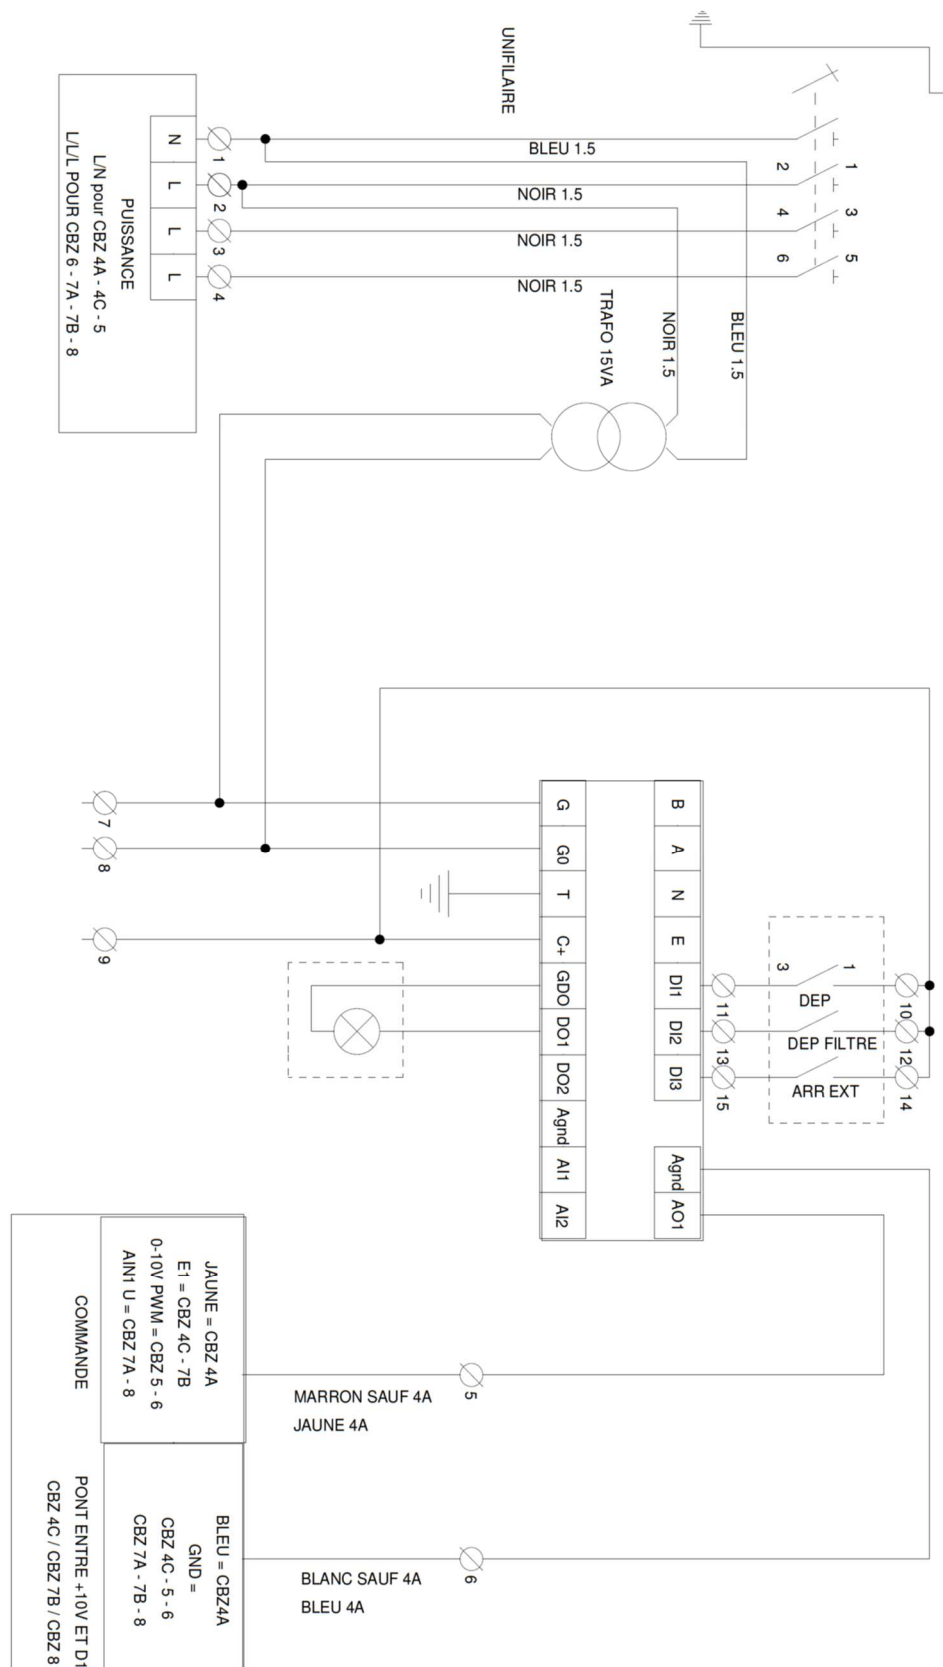 UNIFILAIRE
1
3
5
2
4
6
BLEU 1.5
NOIR 1.5
NOIR 1.5
NOIR 1.5
N
L
L
L
1
2
3
4
PUISSANCE
L/N pour CBZ 4A - 4C - 5
L/L/L POUR CBZ 6 - 7A - 7B - 8
TRAFO 15VA
NOIR 1.5
BLEU 1.5
7
8
9
G
G0
T
C+
GDO
DO1
DO2
Agnd
AI1
AI2
B
A
N
E
DI1
DI2
DI3
Agnd
AO1
11
13
15
3
1
DEP
DEP FILTRE
ARR EXT
10
12
14
5
MARRON SAUF 4A
JAUNE 4A
6
BLANC SAUF 4A
BLEU 4A
JAUNE = CBZ 4A
E1 = CBZ 4C - 7B
0-10V PWM = CBZ 5 - 6
AIN1 U = CBZ 7A - 8
COMMANDE
BLEU = CBZ4A
GND =
CBZ 4C - 5 - 6
CBZ 7A - 7B - 8
PONT ENTRE +10V ET D1
CBZ 4C / CBZ 7B / CBZ 8